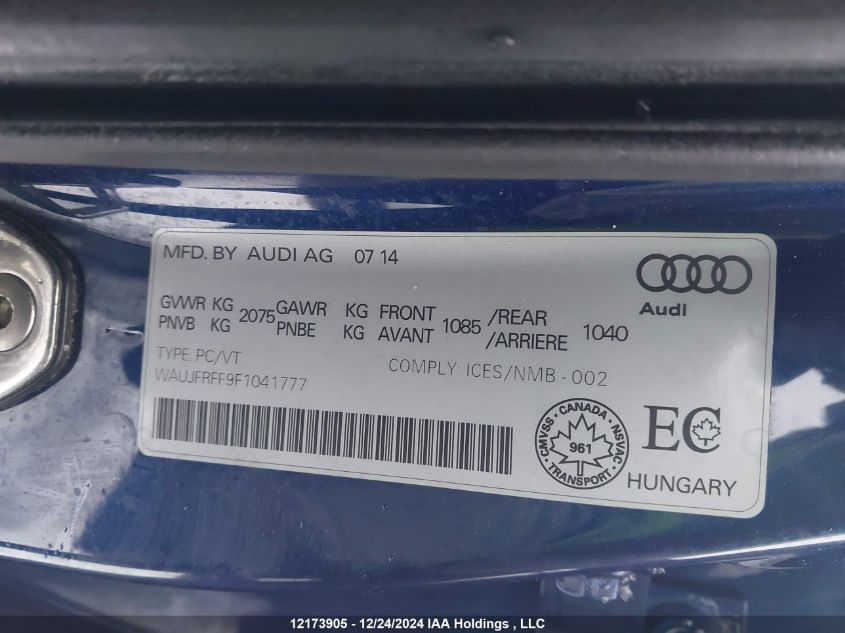 MFD. BY AUDI AG 07 14
Audi
GVWR KG 2075 GAWR KG FRONT 1085 /REAR 1040
PNVB KG PNBE KG AVANT /ARRIERE
TYPE PC/VT
COMPLY: ICES/NMB - 002
WAUJFRFF9F1041777
CMVSS · CANADA · NSVAC · TRANSPORT ·
961
EC
HUNGARY
12173905 - 12/24/2024 IAA Holdings , LLC